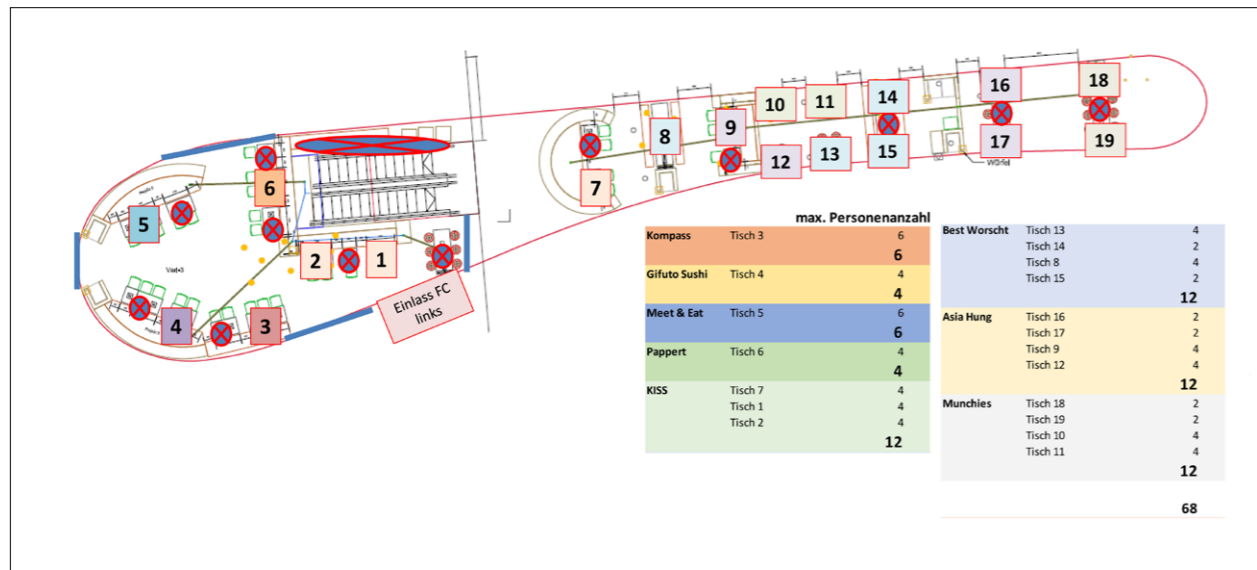 18
16
14
11
10
9
8
19
17
Würfel
15
13
12
7
6
5
2
1
4
3
Einlass FC
links
max. Personenanzahl
Kompass Tisch 3 6
6
Gifuto Sushi Tisch 4 4
4
Meet & Eat Tisch 5 6
6
Pappert Tisch 6 4
4
KISS Tisch 7 4
Tisch 1 4
Tisch 2 4
12
Best Worscht Tisch 13 4
Tisch 14 2
Tisch 8 4
Tisch 15 2
12
Asia Hung Tisch 16 2
Tisch 17 2
Tisch 9 4
Tisch 12 4
12
Munchies Tisch 18 2
Tisch 19 2
Tisch 10 4
Tisch 11 4
12
68